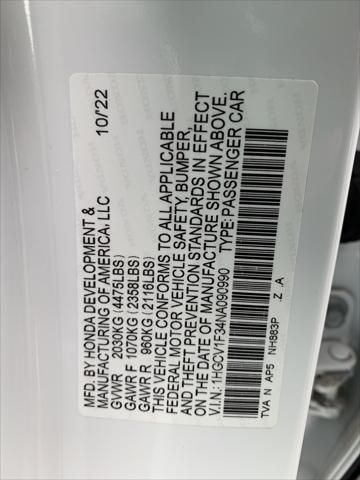 MFD. BY HONDA DEVELOPMENT & 10/22
MANUFACTURING OF AMERICA, LLC
GVWR 2030KG (4475LBS)
GAWR F 1070KG (2358LBS)
GAWR R 960KG (2116LBS)
THIS VEHICLE CONFORMS TO ALL APPLICABLE
FEDERAL MOTOR VEHICLE SAFETY, BUMPER,
& THEFT PREVENTION STANDARDS IN EFFECT
ON THE DATE OF MANUFACTURE SHOWN ABOVE.
V.I.N.: 1HGCV1F34NA090990 TYPE: PASSENGER CAR
TVA N AP5 NH883P Z .A